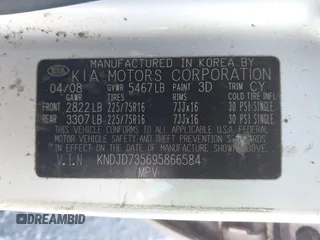 MANUFACTURED IN KOREA BY
KIA KIA MOTORS CORPORATION
04/08 GVWR 5467LB PAINT 3D TRIM CY
GAWR TIRES RIMS COLD TIRE INFL
FRONT 2822LB 225/75R16 7JJx16 30 PSI SINGLE
REAR 3307LB 225/75R16 7JJx16 30 PSI SINGLE
THIS VEHICLE CONFORMS TO ALL APPLICABLE FEDERAL
MOTOR VEHICLE SAFETY AND THEFT PREVENTION
STANDARDS IN EFFECT ON THE DATE OF MANUFACTURE
SHOWN ABOVE
V.I.N KNDJD735695866584
MPV
DEALERSHIP